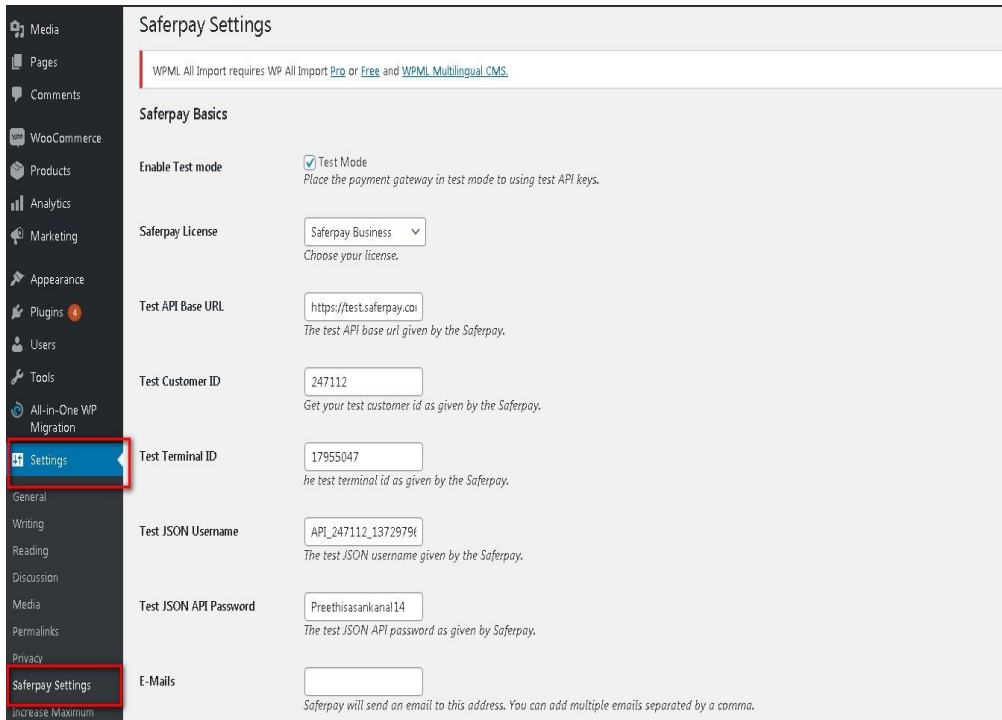 Media
Pages
Comments
WooCommerce
Products
Analytics
Marketing
Appearance
Plugins 4
Users
Tools
All-in-One WP
Migration
Settings
General
Writing
Reading
Discussion
Media
Permalinks
Privacy
Saferpay Settings
Increase Maximum
Saferpay Settings
WPML All Import requires WP All Import Pro or Free and WPML Multilingual CMS.
Saferpay Basics
Enable Test mode
Test Mode
Place the payment gateway in test mode to using test API keys.
Saferpay License
Saferpay Business
Choose your license.
Test API Base URL
https://test.saferpay.co
The test API base url given by the Saferpay.
Test Customer ID
247112
Get your test customer id as given by the Saferpay.
Test Terminal ID
17955047
he test terminal id as given by the Saferpay.
Test JSON Username
API_247112_1372979
The test JSON username given by the Saferpay.
Test JSON API Password
Preethisasankana!14
The test JSON API password as given by Saferpay.
E-Mails
Saferpay will send an email to this address. You can add multiple emails separated by a comma.